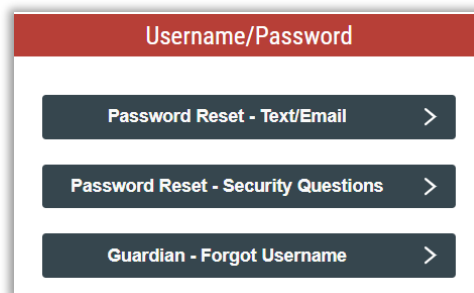 Username/Password
Password Reset - Text/Email
Password Reset - Security Questions
Guardian - Forgot Username